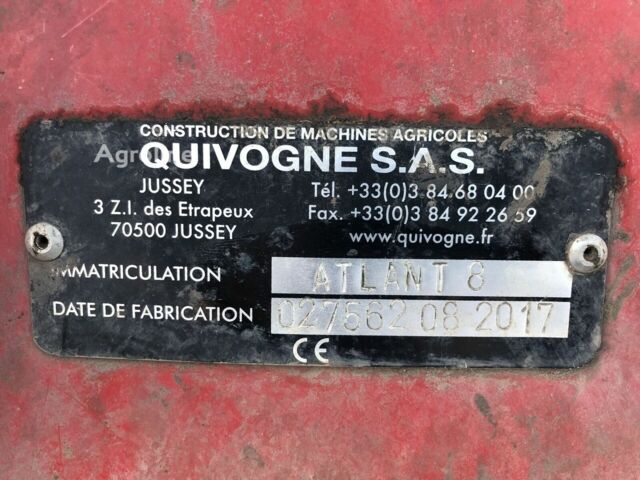 CONSTRUCTION DE MACHINES AGRICOLES
Agroline
QUIVOGNE S.A.S.
JUSSEY
3 Z.I. des Etrapeux
70500 JUSSEY
Tél. +33(0)3 84 68 04 00
Fax. +33(0)3 84 92 26 59
www.quivogne.fr
IMMATRICULATION ATLANT 8
DATE DE FABRICATION 027562 08 2017
CE